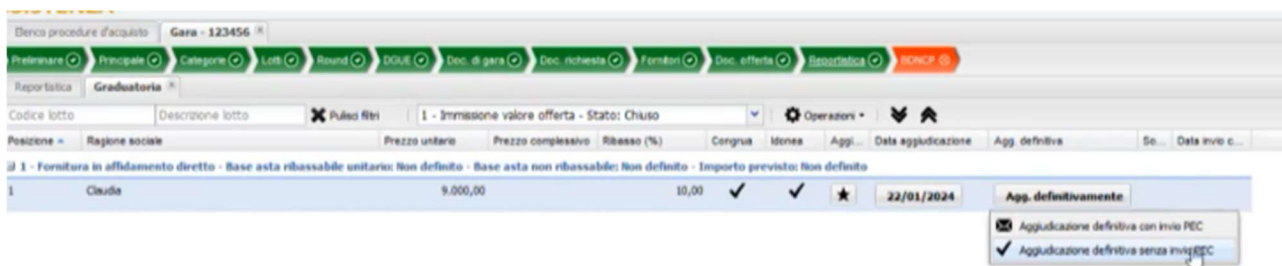 Elenco procedure d'acquisto Gara - 123456
Preliminare Principale Categorie Lotti Round DGUE Doc. di gara Doc. richiesta Fornitori Doc. offerta Reportistica BDNCP
Reportistica Graduatoria
Codice lotto Descrizione lotto Pulisci filtri 1 - Immissione valore offerta - Stato: Chiuso Operazioni
Posizione Ragione sociale Prezzo unitario Prezzo complessivo Ribasso (%) Congrua Idonea Aggi... Data aggiudicazione Agg. definitiva So... Data invio c...
1 - Fornitura in affidamento diretto - Base asta ribassabile unitario: Non definito - Base asta non ribassabile: Non definito - Importo previsto: Non definito
1 Claudia 9.000,00 10,00 22/01/2024 Agg. definitivamente
Aggiudicazione definitiva con invio PEC
Aggiudicazione definitiva senza invio PEC